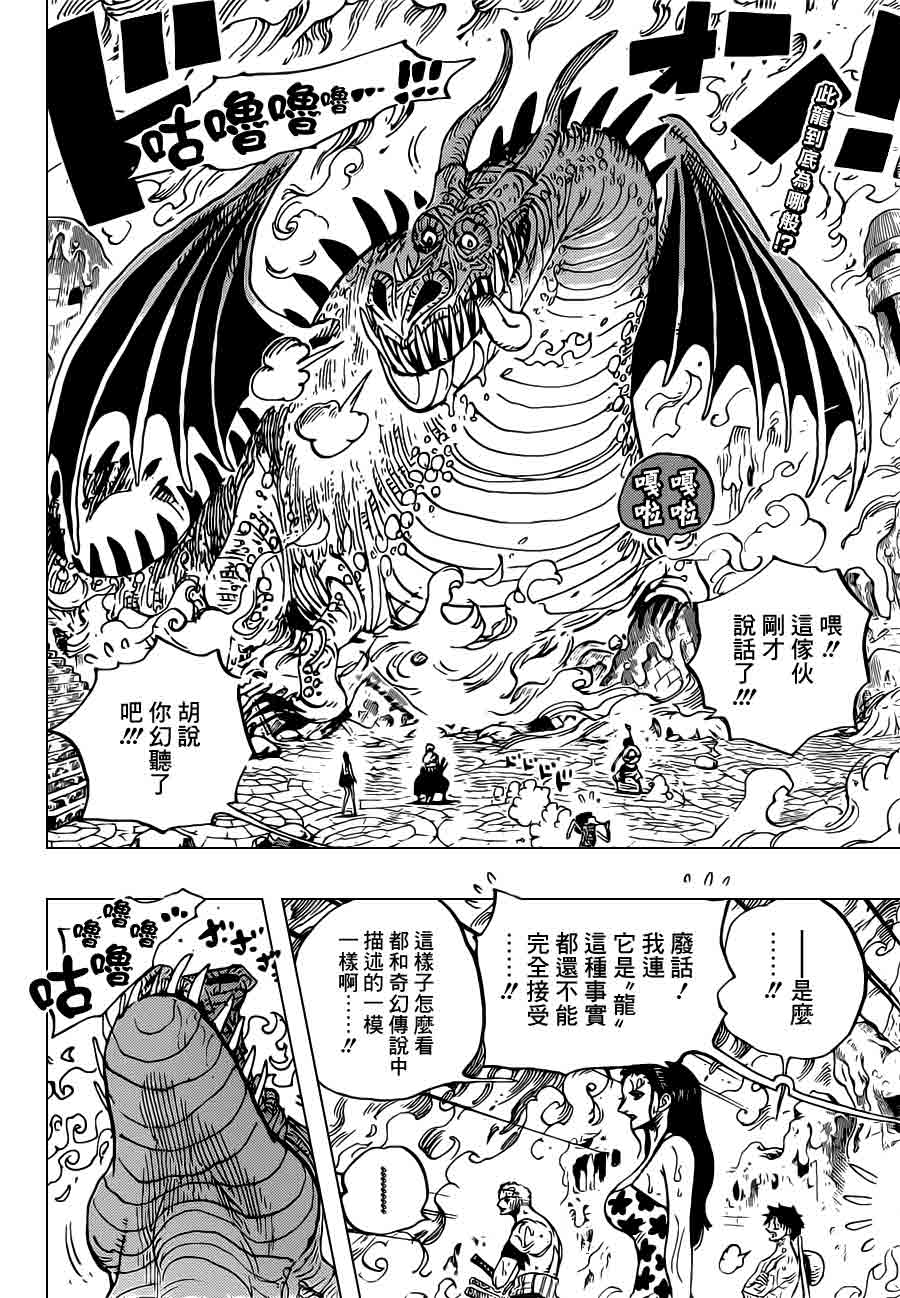 ドオン!
咕嚕嚕嚕…!!!
此龍到底為哪般!?
嘎啦
嘎啦
喂!!
這傢伙
剛才
說話了!!!
胡說
你幻聽了
吧!!!
ドドド
——是麼
……!!
廢話!
我連
它是〝龍〞
這種事實
都還不能
完全接受
……!!
這樣子怎麼看
都和奇幻傳說中
描述的一模
一樣啊……!!
…………
咕嚕嚕嚕